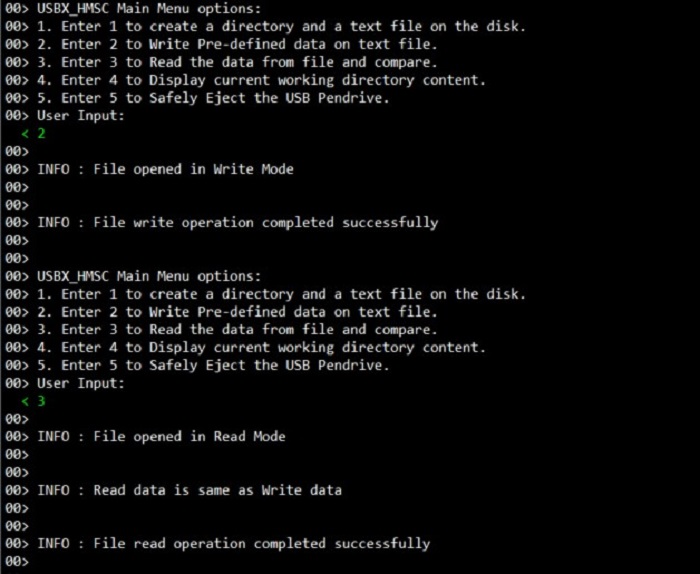 00> USBX_HMSC Main Menu options:
00> 1. Enter 1 to create a directory and a text file on the disk.
00> 2. Enter 2 to Write Pre-defined data on text file.
00> 3. Enter 3 to Read the data from file and compare.
00> 4. Enter 4 to Display current working directory content.
00> 5. Enter 5 to Safely Eject the USB Pendrive.
00> User Input:
< 2
00>
00> INFO : File opened in Write Mode
00>
00>
00> INFO : File write operation completed successfully
00>
00>
00> USBX_HMSC Main Menu options:
00> 1. Enter 1 to create a directory and a text file on the disk.
00> 2. Enter 2 to Write Pre-defined data on text file.
00> 3. Enter 3 to Read the data from file and compare.
00> 4. Enter 4 to Display current working directory content.
00> 5. Enter 5 to Safely Eject the USB Pendrive.
00> User Input:
< 3
00>
00> INFO : File opened in Read Mode
00>
00>
00> INFO : Read data is same as Write data
00>
00>
00> INFO : File read operation completed successfully
00>